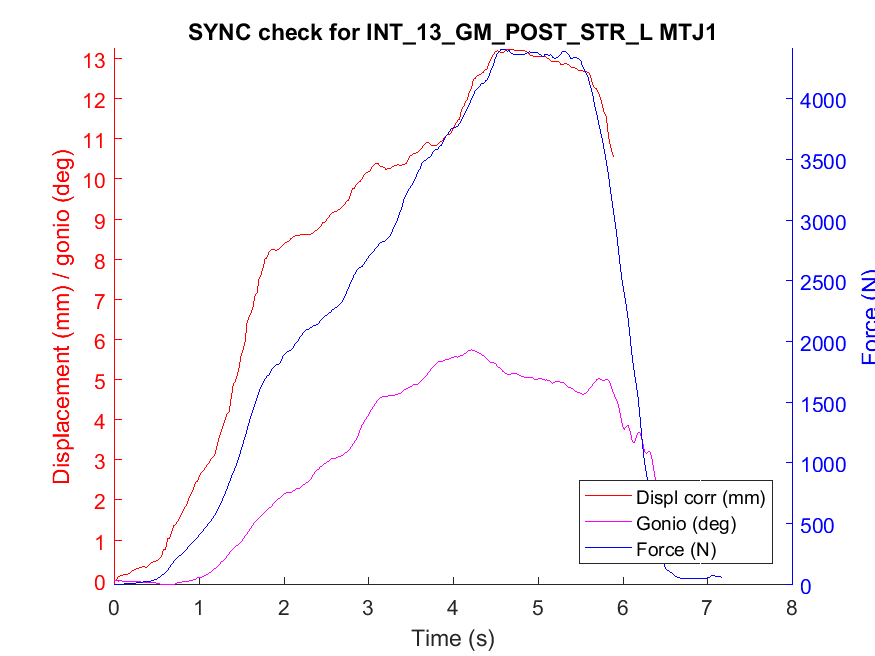 SYNC check for INT_13_GM_POST_STR_L MTJ1
Displacement (mm) / gonio (deg)
13
12
11
10
9
8
7
6
5
4
3
2
1
0
4000
3500
3000
2500
2000
1500
1000
500
0
Force (N)
Displ corr (mm)
Gonio (deg)
Force (N)
0 1 2 3 4 5 6 7 8
Time (s)